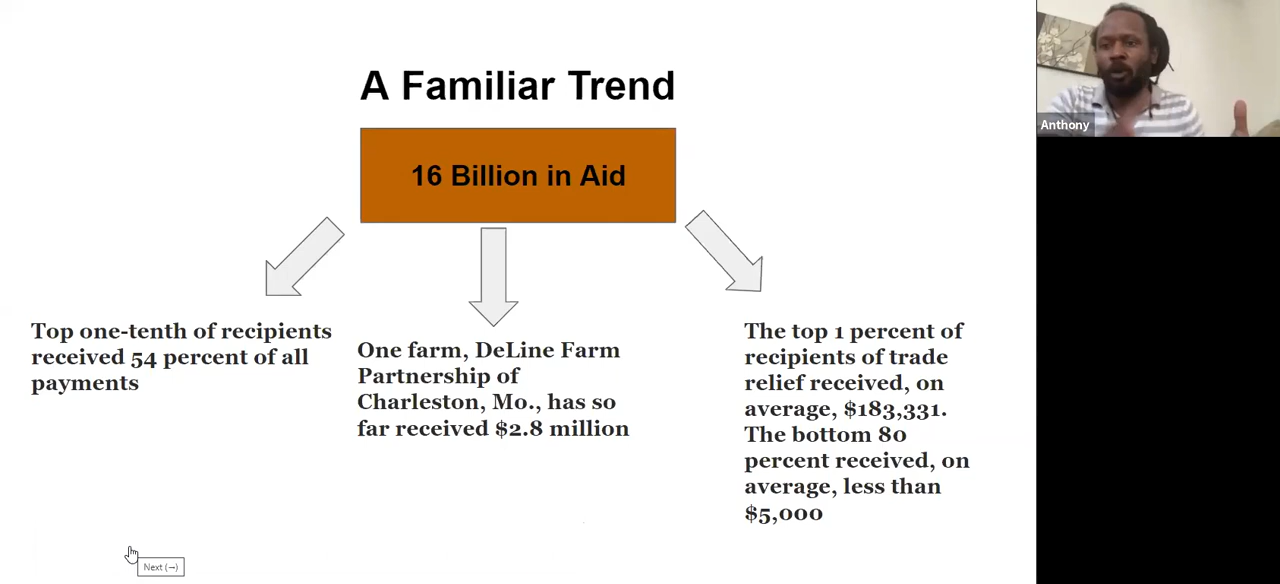 A Familiar Trend
16 Billion in Aid
Top one-tenth of recipients
received 54 percent of all
payments
One farm, DeLine Farm
Partnership of
Charleston, Mo., has so
far received $2.8 million
The top 1 percent of
recipients of trade
relief received, on
average, $183,331.
The bottom 80
percent received, on
average, less than
$5,000
Anthony
Next (→)